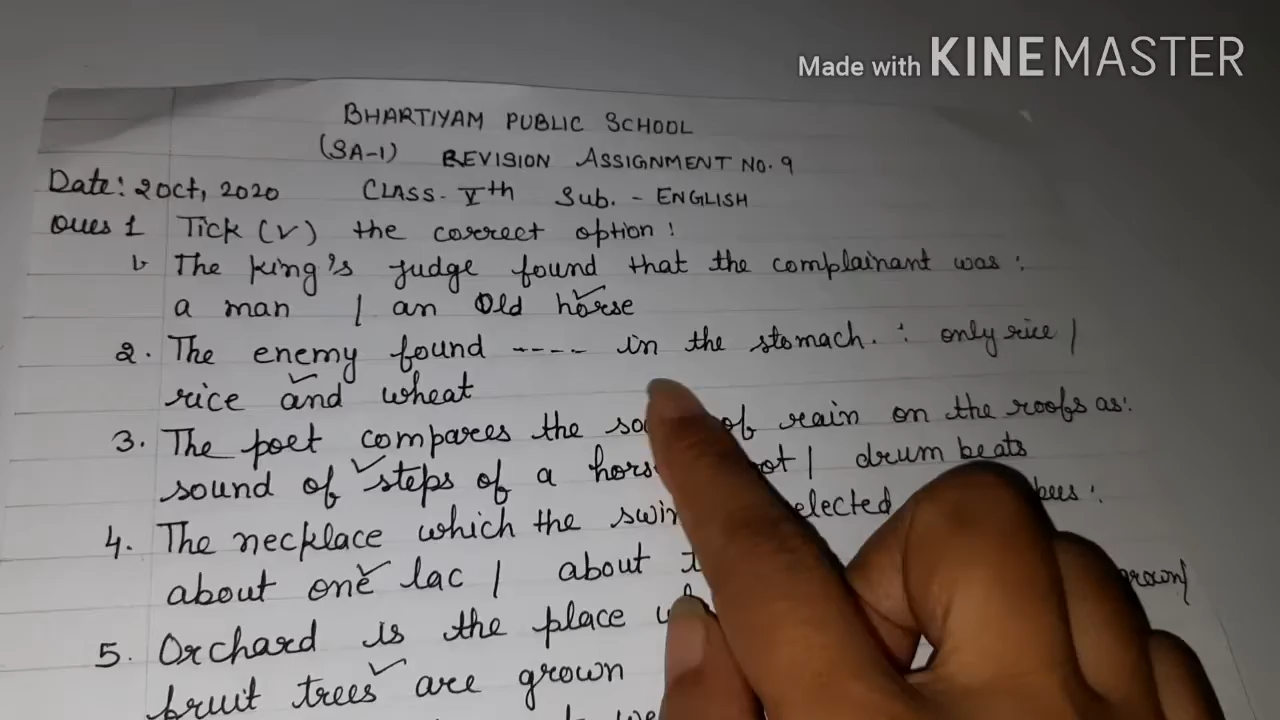 Made with KINEMASTER
BHARTIYAM PUBLIC SCHOOL
(SA-1) REVISION ASSIGNMENT NO. 9
Date: 2 Oct, 2020 CLASS. Vth Sub. - ENGLISH
Ques 1 Tick (✓) the correct option :
1. The king's judge found that the complainant was :
a man / an old horse
2. The enemy found ---- in the stomach. : only rice /
rice and wheat
3. The poet compares the of rain on the roofs as:
sound of steps of a / drum beats
4. The necklace which the
about one lac / about
5. Orchard is the place grown/
fruit trees are grown